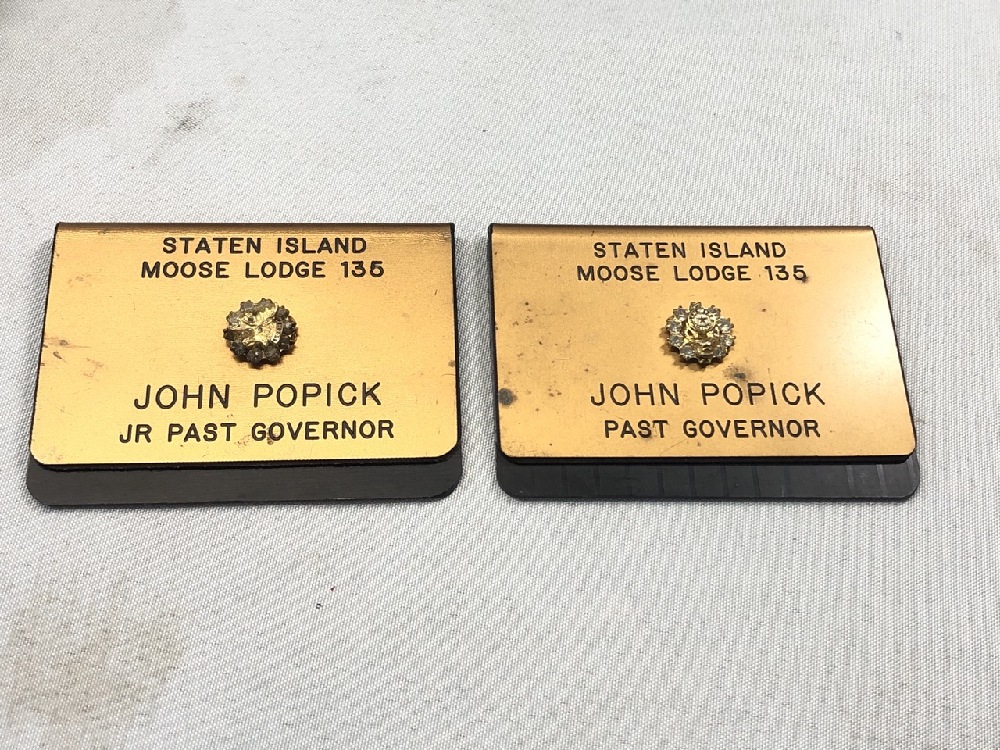 STATEN ISLAND
MOOSE LODGE 135
JOHN POPICK
JR PAST GOVERNOR
STATEN ISLAND
MOOSE LODGE 135
JOHN POPICK
PAST GOVERNOR